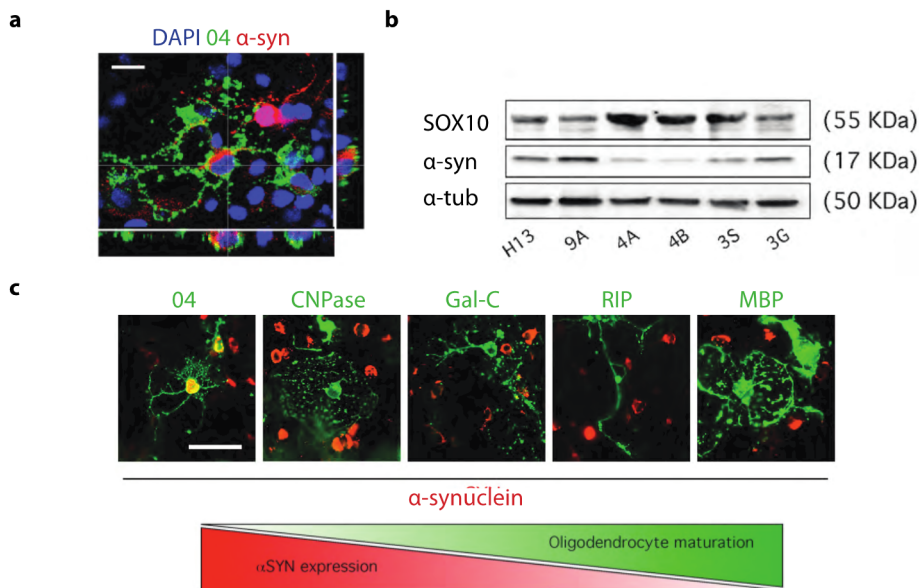 a
DAPI 04 α-syn
b
SOX10
(55 KDa)
α-syn
(17 KDa)
α-tub
(50 KDa)
H13 9A 4A 4B 3S 3G
c
04 CNPase Gal-C RIP MBP
α-synuclein
Oligodendrocyte maturation
αSYN expression